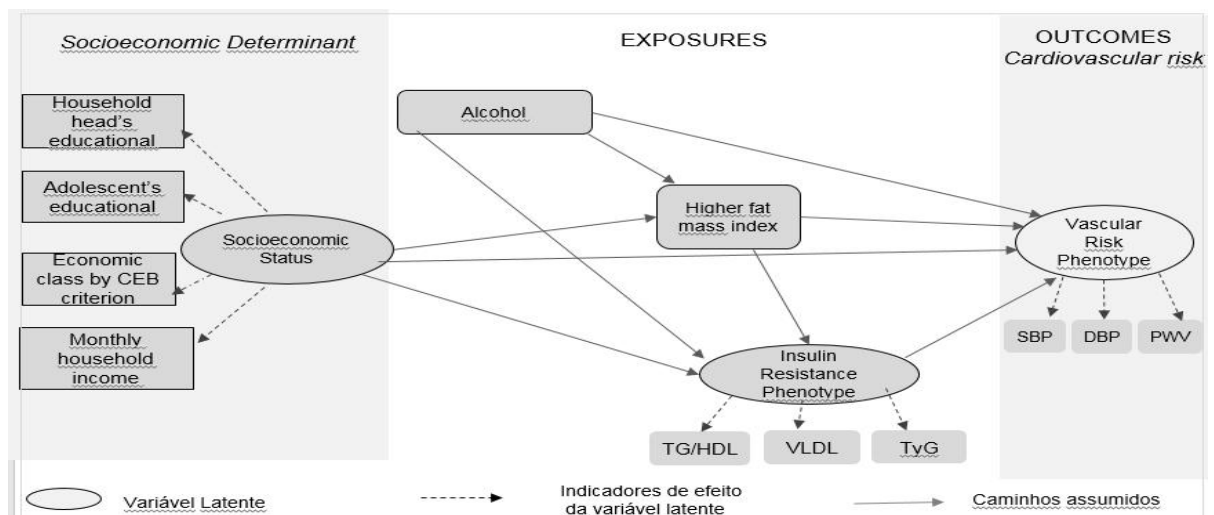 Socioeconomic Determinant
EXPOSURES
OUTCOMES
Cardiovascular risk
Household
head's
educational
Adolescent's
educational
Economic
class by CEB
criterion
Monthly
household
income
Socioeconomic
Status
Alcohol
Higher fat
mass index
Insulin
Resistance
Phenotype
TG/HDL
VLDL
TyG
Vascular
Risk
Phenotype
SBP
DBP
PWV
Variável Latente
Indicadores de efeito
da variável latente
Caminhos assumidos